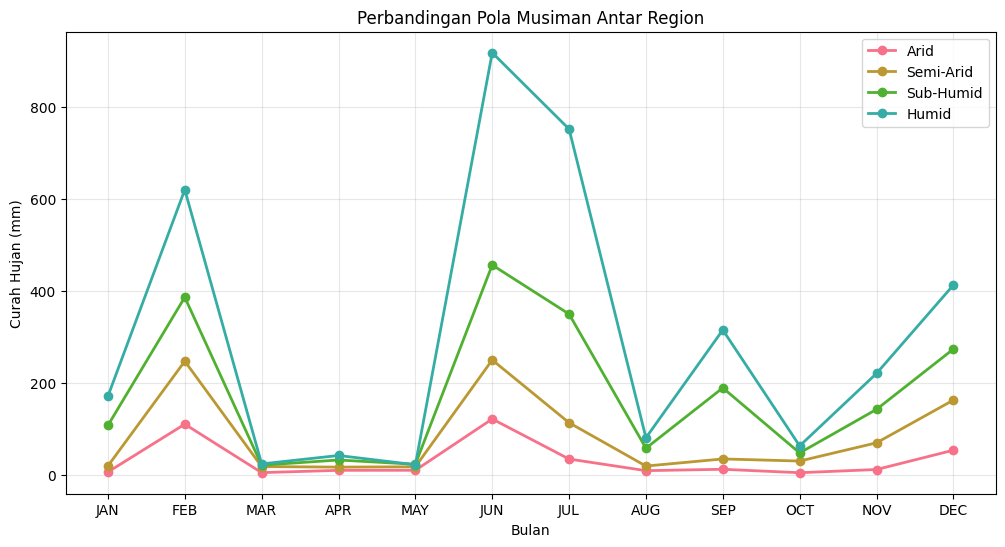 Perbandingan Pola Musiman Antar Region
Arid
Semi-Arid
Sub-Humid
Humid
Curah Hujan (mm)
800
600
400
200
0
JAN FEB MAR APR MAY JUN JUL AUG SEP OCT NOV DEC
Bulan